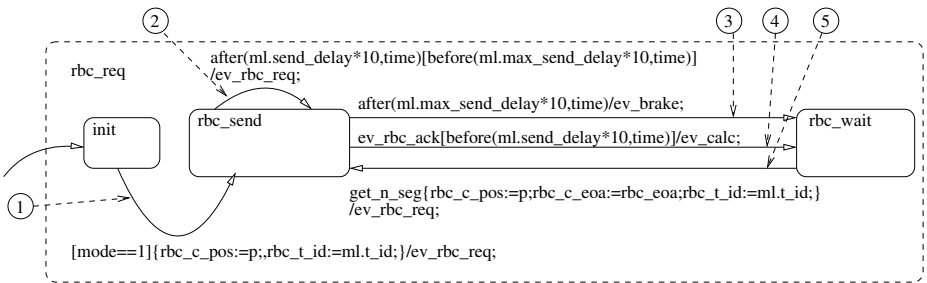 2
3
4
5
after(ml.send_delay*10,time)[before(ml.max_send_delay*10,time)]
/ev_rbc_req;
rbc_req
after(ml.max_send_delay*10,time)/ev_brake;
init
rbc_send
rbc_wait
ev_rbc_ack[before(ml.send_delay*10,time)]/ev_calc;
get_n_seg{rbc_c_pos:=p;rbc_c_eoa:=rbc_eoa;rbc_t_id:=ml.t_id;}
/ev_rbc_req;
1
[mode==1]{rbc_c_pos:=p;,rbc_t_id:=ml.t_id;}/ev_rbc_req;